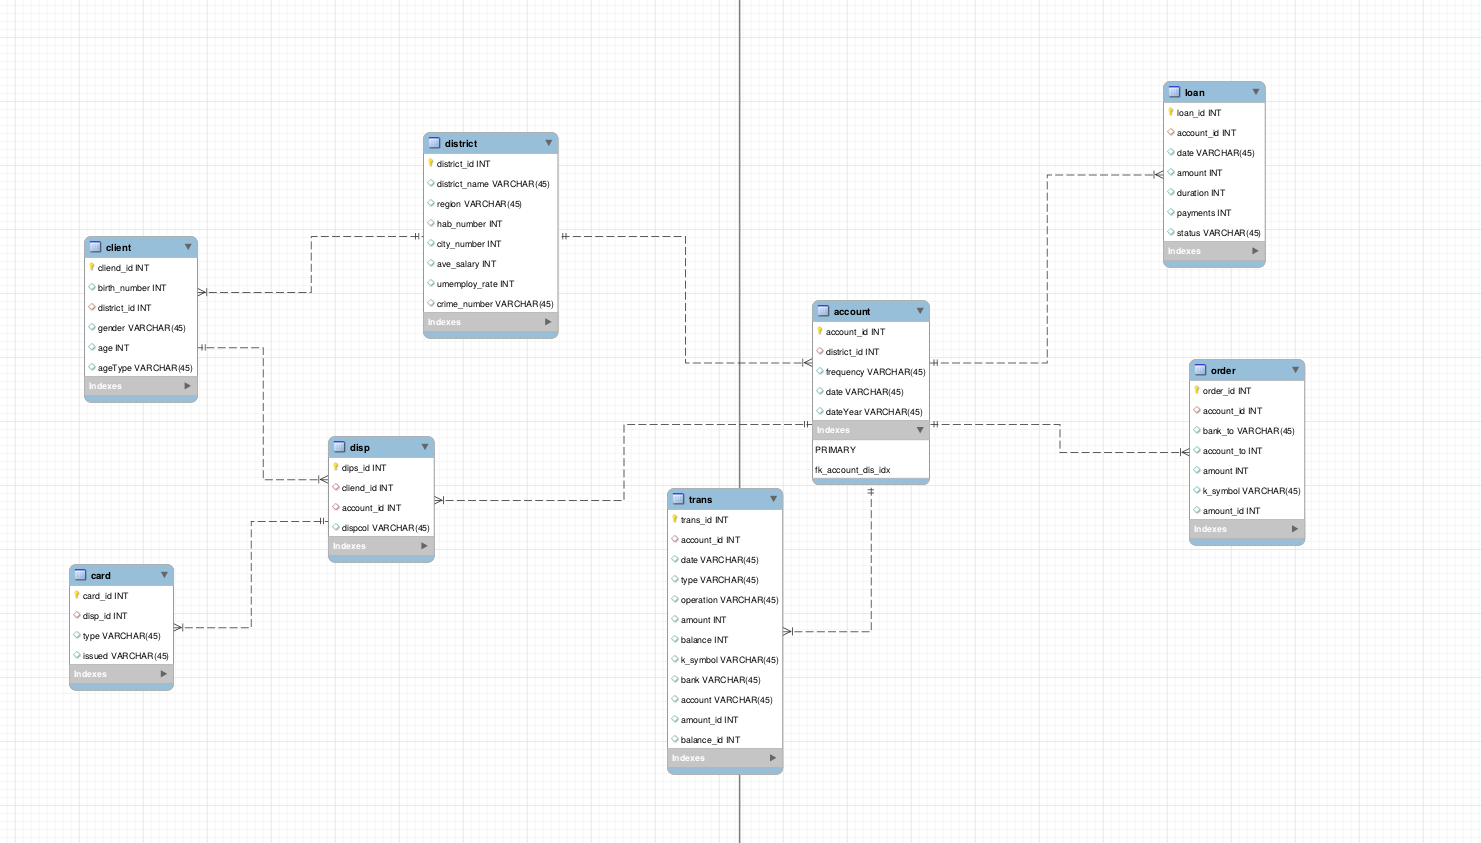 loan
loan_id INT
account_id INT
date VARCHAR(45)
amount INT
duration INT
payments INT
status VARCHAR(45)
Indexes
district
district_id INT
district_name VARCHAR(45)
region VARCHAR(45)
hab_number INT
city_number INT
ave_salary INT
umemploy_rate INT
crime_number VARCHAR(45)
Indexes
client
cliend_id INT
birth_number INT
district_id INT
gender VARCHAR(45)
age INT
ageType VARCHAR(45)
Indexes
account
account_id INT
district_id INT
frequency VARCHAR(45)
date VARCHAR(45)
dateYear VARCHAR(45)
Indexes
PRIMARY
fk_account_dis_idx
order
order_id INT
account_id INT
bank_to VARCHAR(45)
account_to INT
amount INT
k_symbol VARCHAR(45)
amount_id INT
Indexes
disp
dips_id INT
cliend_id INT
account_id INT
dispcol VARCHAR(45)
Indexes
trans
trans_id INT
account_id INT
date VARCHAR(45)
type VARCHAR(45)
operation VARCHAR(45)
amount INT
balance INT
k_symbol VARCHAR(45)
bank VARCHAR(45)
account VARCHAR(45)
amount_id INT
balance_id INT
Indexes
card
card_id INT
disp_id INT
type VARCHAR(45)
issued VARCHAR(45)
Indexes